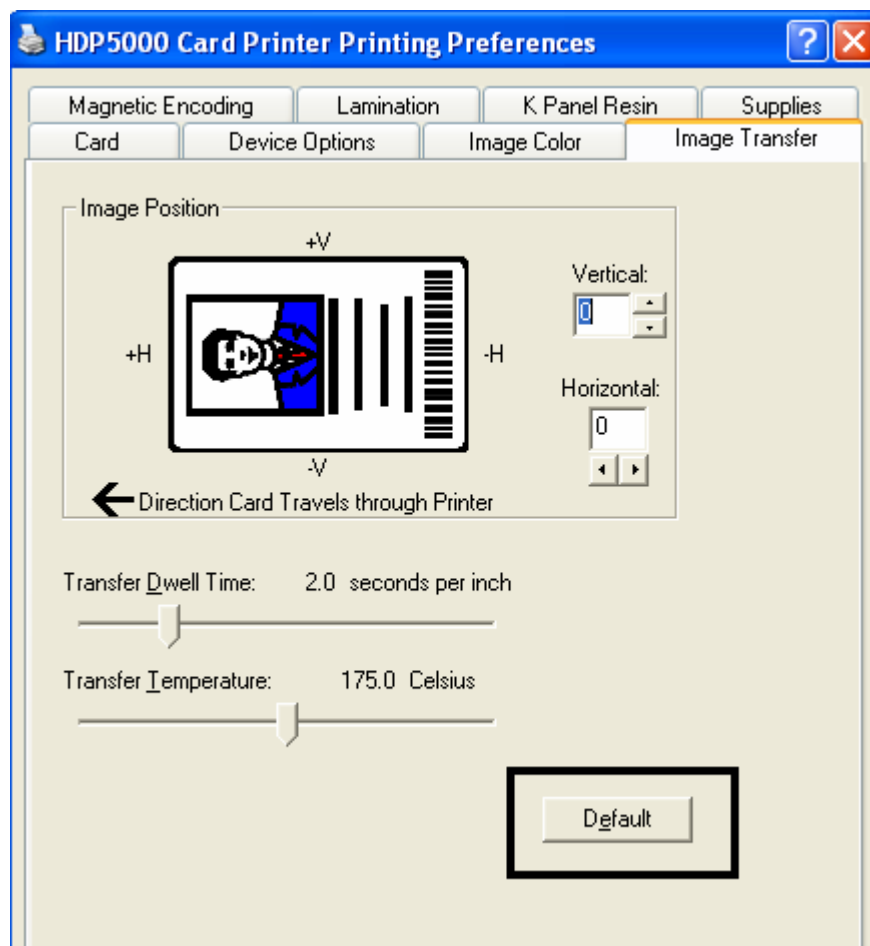 HDP5000 Card Printer Printing Preferences
Magnetic Encoding Lamination K Panel Resin Supplies
Card Device Options Image Color Image Transfer
Image Position
+V
Vertical:
0
+H
-H
Horizontal:
0
-V
Direction Card Travels through Printer
Transfer Dwell Time: 2.0 seconds per inch
Transfer Temperature: 175.0 Celsius
Default